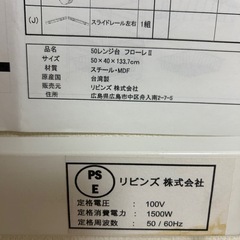 (J)
スライドレール左右
1組
品名 50レンジ台 フローレⅡ
サイズ 50×40×133.7cm
材質 スチール・MDF
原産国 台湾製
販売元 リビンズ 株式会社
住所 広島県広島市中区舟入南2-7-5
PS
E
リビンズ 株式会社
定格電圧 : 100V
定格消費電力 : 1500W
定格周波数 : 50 / 60Hz